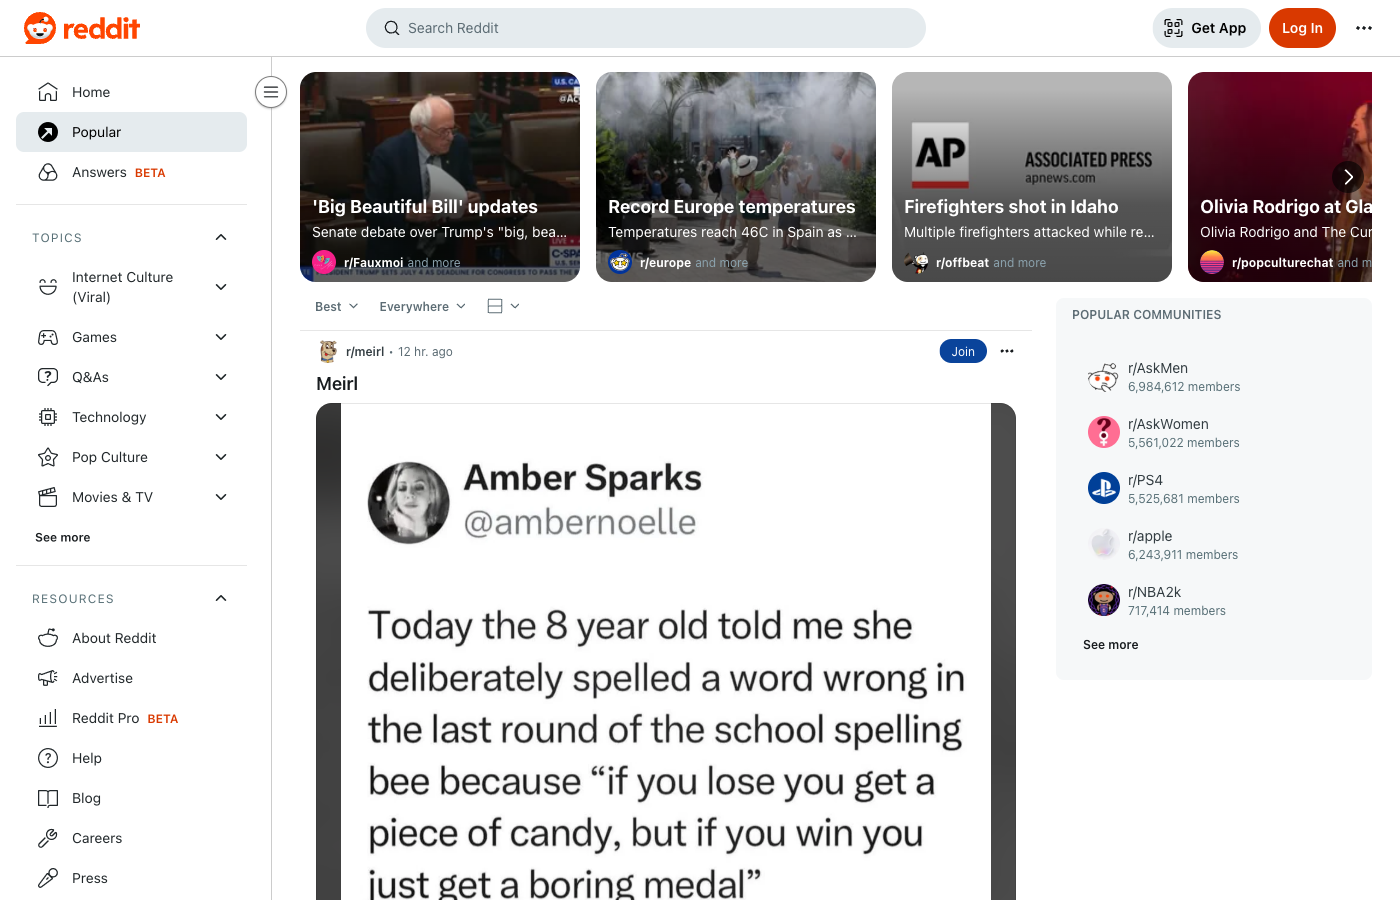 reddit
Search Reddit
Get App
Log In
Home
Popular
Answers BETA
TOPICS
Internet Culture
(Viral)
Games
Q&As
Technology
Pop Culture
Movies & TV
See more
RESOURCES
About Reddit
Advertise
Reddit Pro BETA
Help
Blog
Careers
Press
'Big Beautiful Bill' updates
Senate debate over Trump's "big, bea...
r/Fauxmoi and more
Record Europe temperatures
Temperatures reach 46C in Spain as ...
r/europe and more
AP
ASSOCIATED PRESS
apnews.com
Firefighters shot in Idaho
Multiple firefighters attacked while re...
r/offbeat and more
Olivia Rodrigo at Gla
Olivia Rodrigo and The Cur
r/popculturechat and m
Best
Everywhere
r/meirl • 12 hr. ago
Join
Meirl
Amber Sparks
@ambernoelle
Today the 8 year old told me she
deliberately spelled a word wrong in
the last round of the school spelling
bee because “if you lose you get a
piece of candy, but if you win you
just get a boring medal”
POPULAR COMMUNITIES
r/AskMen
6,984,612 members
r/AskWomen
5,561,022 members
r/PS4
5,525,681 members
r/apple
6,243,911 members
r/NBA2k
717,414 members
See more